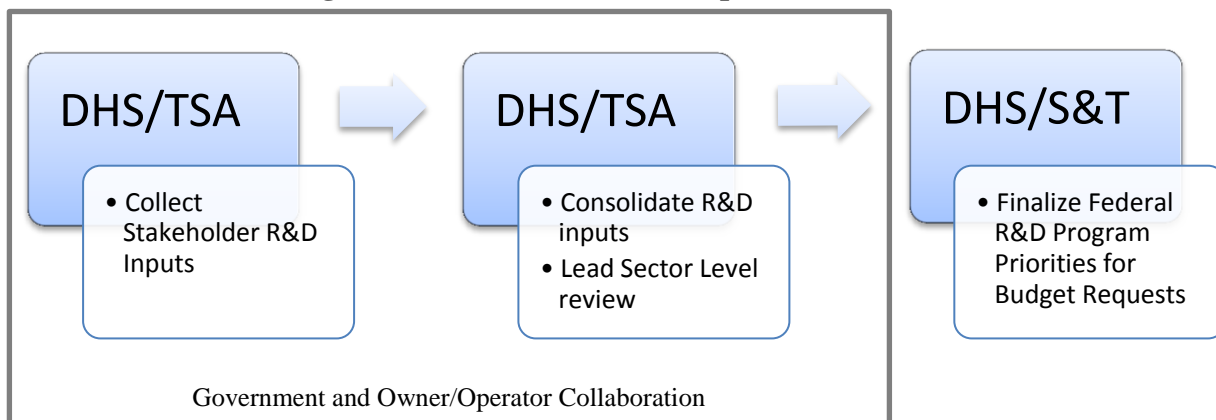 DHS/TSA
• Collect
Stakeholder R&D
Inputs
DHS/TSA
• Consolidate R&D
inputs
• Lead Sector Level
review
DHS/S&T
• Finalize Federal
R&D Program
Priorities for
Budget Requests
Government and Owner/Operator Collaboration